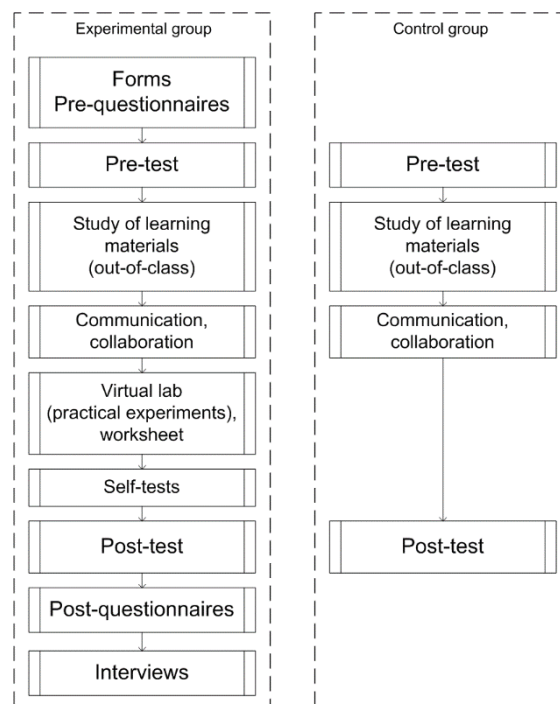 Experimental group
Forms
Pre-questionnaires
Pre-test
Study of learning
materials
(out-of-class)
Communication,
collaboration
Virtual lab
(practical experiments),
worksheet
Self-tests
Post-test
Post-questionnaires
Interviews
Control group
Pre-test
Study of learning
materials
(out-of-class)
Communication,
collaboration
Post-test